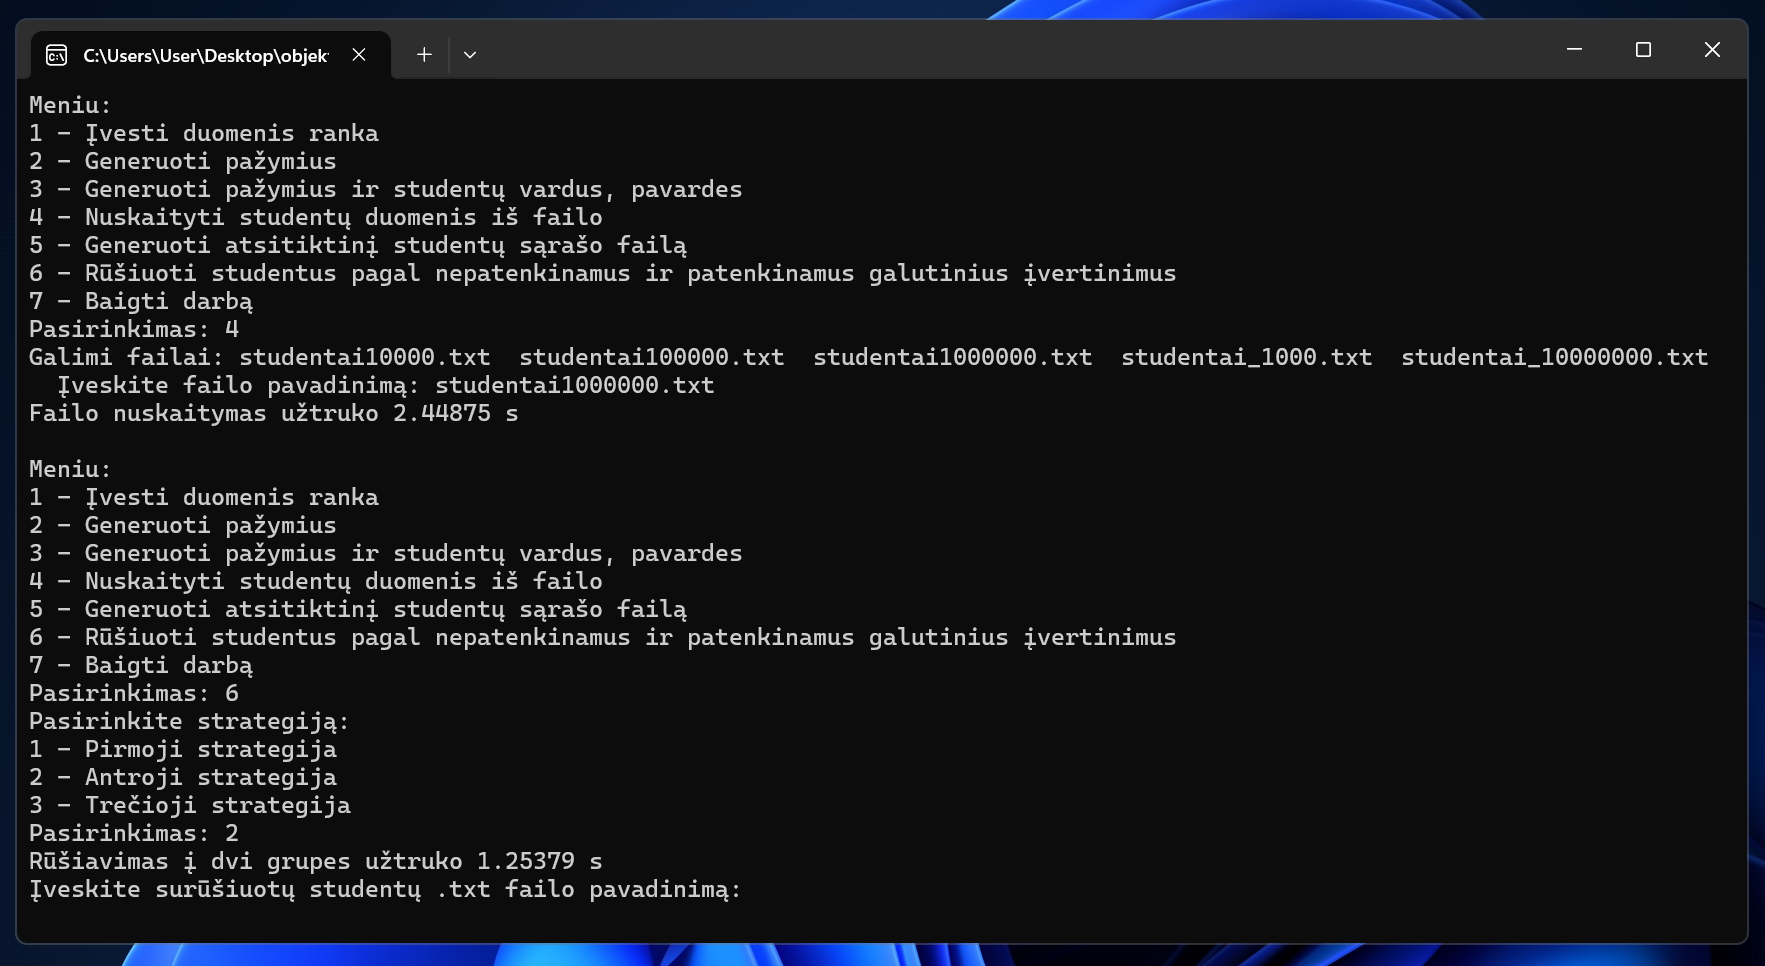 C:\Users\User\Desktop\objek
Meniu:
1 - Įvesti duomenis ranka
2 - Generuoti pažymius
3 - Generuoti pažymius ir studentų vardus, pavardes
4 - Nuskaityti studentų duomenis iš failo
5 - Generuoti atsitiktinį studentų sąrašo failą
6 - Rūšiuoti studentus pagal nepatenkinamus ir patenkinamus galutinius įvertinimus
7 - Baigti darbą
Pasirinkimas: 4
Galimi failai: studentai10000.txt  studentai100000.txt  studentai1000000.txt  studentai_1000.txt  studentai_10000000.txt
  Įveskite failo pavadinimą: studentai1000000.txt
Failo nuskaitymas užtruko 2.44875 s
Meniu:
1 - Įvesti duomenis ranka
2 - Generuoti pažymius
3 - Generuoti pažymius ir studentų vardus, pavardes
4 - Nuskaityti studentų duomenis iš failo
5 - Generuoti atsitiktinį studentų sąrašo failą
6 - Rūšiuoti studentus pagal nepatenkinamus ir patenkinamus galutinius įvertinimus
7 - Baigti darbą
Pasirinkimas: 6
Pasirinkite strategiją:
1 - Pirmoji strategija
2 - Antroji strategija
3 - Trečioji strategija
Pasirinkimas: 2
Rūšiavimas į dvi grupes užtruko 1.25379 s
Įveskite surūšiuotų studentų .txt failo pavadinimą: